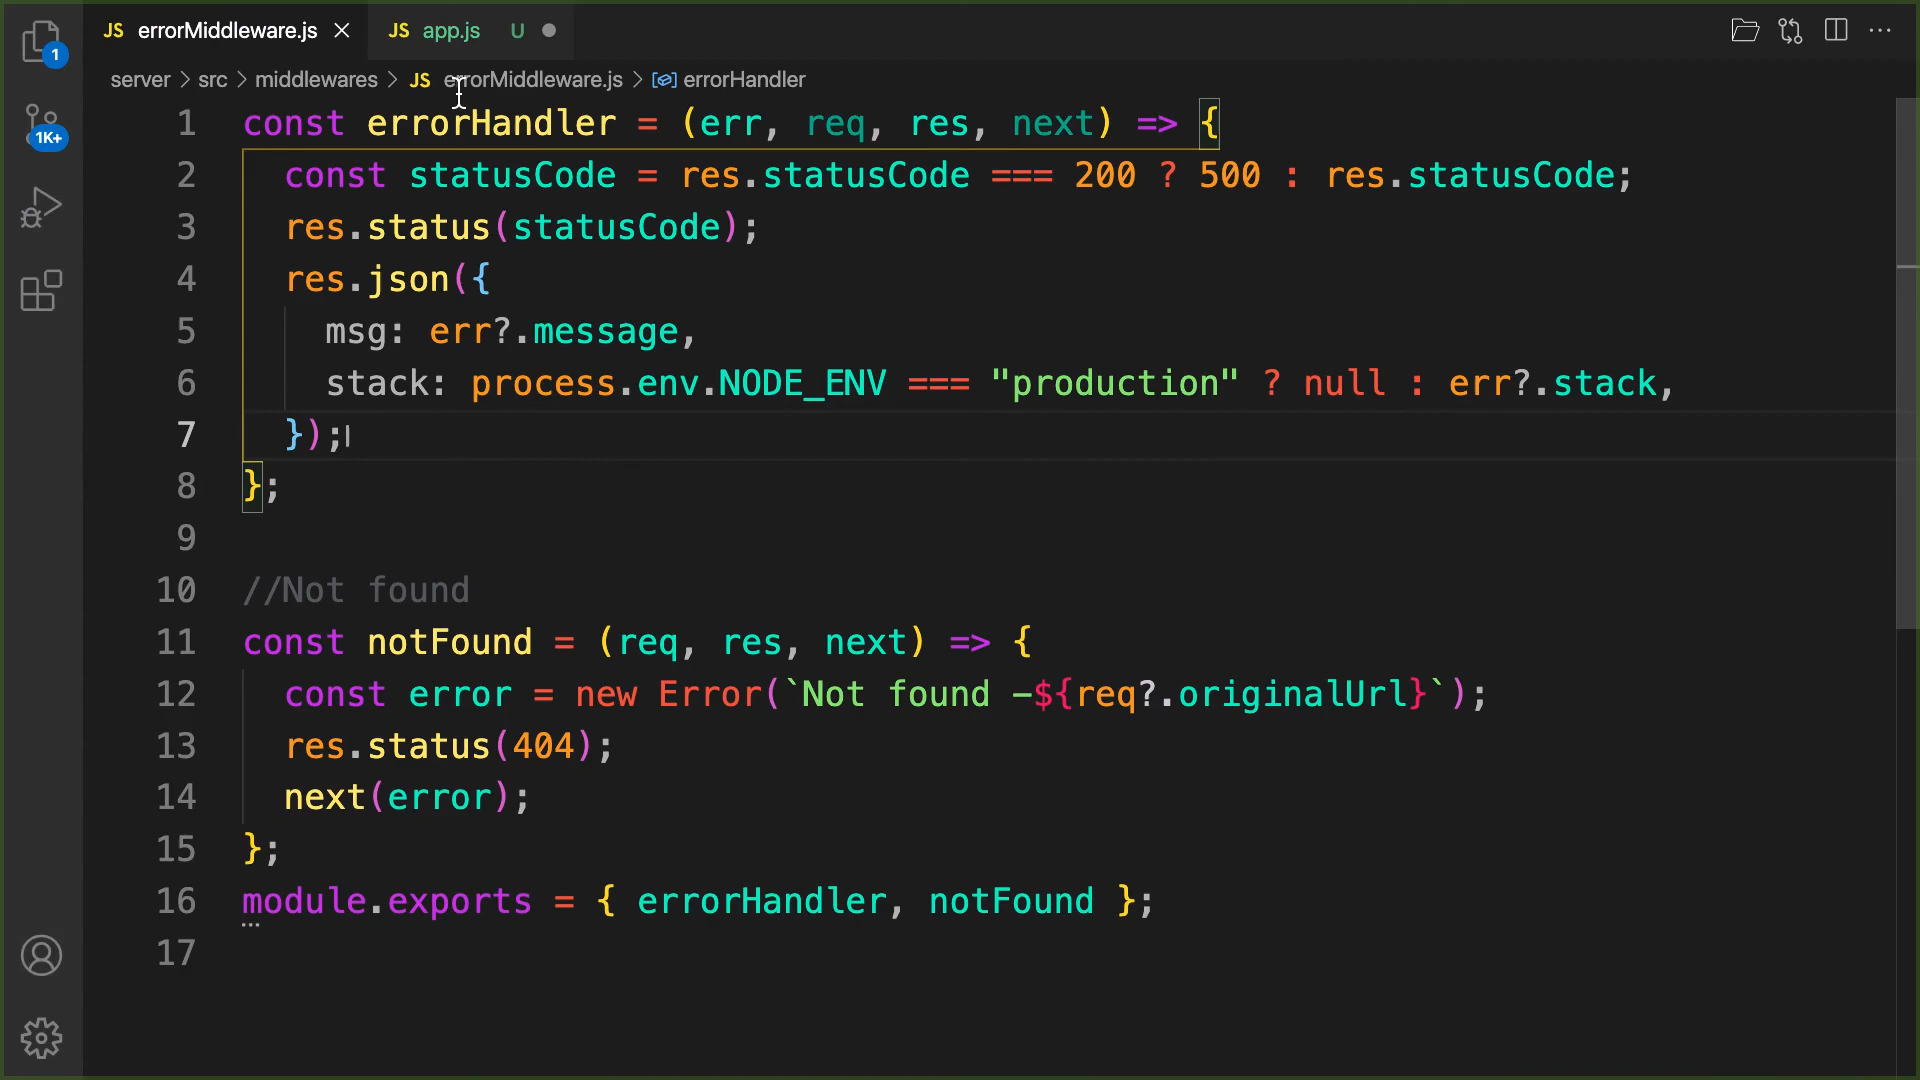 JS errorMiddleware.js JS app.js U
server src middlewares JS errorMiddleware.js errorHandler
1 const errorHandler = (err, req, res, next) => {
2 const statusCode = res.statusCode === 200 ? 500 : res.statusCode;
3 res.status(statusCode);
4 res.json({
5 msg: err?.message,
6 stack: process.env.NODE_ENV === "production" ? null : err?.stack,
7 });
8 };
9
10 //Not found
11 const notFound = (req, res, next) => {
12 const error = new Error(`Not found -${req?.originalUrl}`);
13 res.status(404);
14 next(error);
15 };
16 module.exports = { errorHandler, notFound };
17
1
1K+